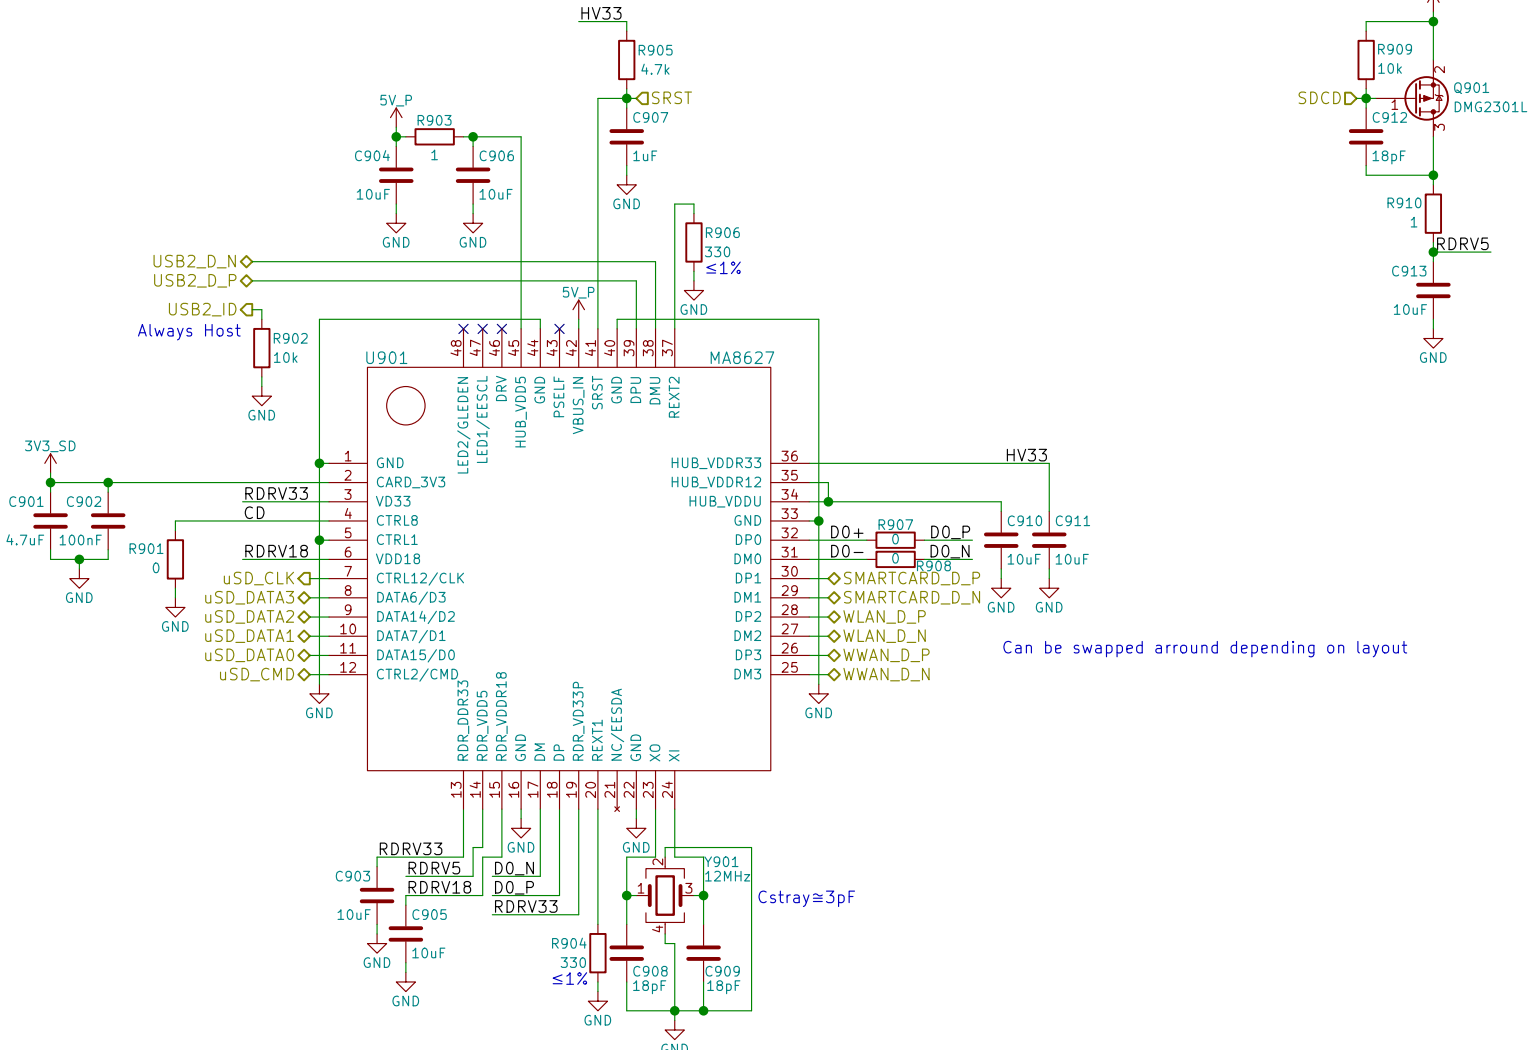 HV33
R905
4.7k
SRST
C907
1uF
GND
5V_P
R903
1
C904
10uF
GND
C906
10uF
GND
R906
330
≤1%
GND
USB2_D_N
USB2_D_P
USB2_ID
Always Host
R902
10k
GND
5V_P
R909
10k
SDCD
C912
18pF
1
2
3
Q901
DMG2301L
R910
1
RDRV5
C913
10uF
GND
U901
MA8627
48
47
46
45
44
43
42
41
40
39
38
37
LED2/GLEDEN
LED1/EESCL
DRV
HUB_VDD5
GND
PSELF
VBUS_IN
SRST
GND
DPU
DMU
REXT2
3V3_SD
C901
4.7uF
C902
100nF
GND
RDRV33
CD
R901
0
GND
RDRV18
uSD_CLK
uSD_DATA3
uSD_DATA2
uSD_DATA1
uSD_DATA0
uSD_CMD
GND
1 GND
2 CARD_3V3
3 VD33
4 CTRL8
5 CTRL1
6 VDD18
7 CTRL12/CLK
8 DATA6/D3
9 DATA14/D2
10 DATA7/D1
11 DATA15/D0
12 CTRL2/CMD
HUB_VDDR33 36
HUB_VDDR12 35
HUB_VDDU 34
GND 33
DP0 32
DM0 31
DP1 30
DM1 29
DP2 28
DM2 27
DP3 26
DM3 25
HV33
D0+
R907
0
D0_P
D0-
0
R908
D0_N
C910
10uF
GND
C911
10uF
GND
SMARTCARD_D_P
SMARTCARD_D_N
WLAN_D_P
WLAN_D_N
WWAN_D_P
WWAN_D_N
GND
Can be swapped arround depending on layout
RDR_DDR33
RDR_VDD5
RDR_VDDR18
GND
DM
DP
RDR_VD33P
REXT1
NC/EESDA
GND
XO
XI
13
14
15
16
17
18
19
20
21
22
23
24
GND
GND
RDRV33
RDRV5
RDRV18
D0_N
D0_P
RDRV33
C903
10uF
GND
C905
10uF
GND
R904
330
≤1%
GND
Y901
12MHz
1
2
3
4
Cstray≅3pF
C908
18pF
C909
18pF
GND